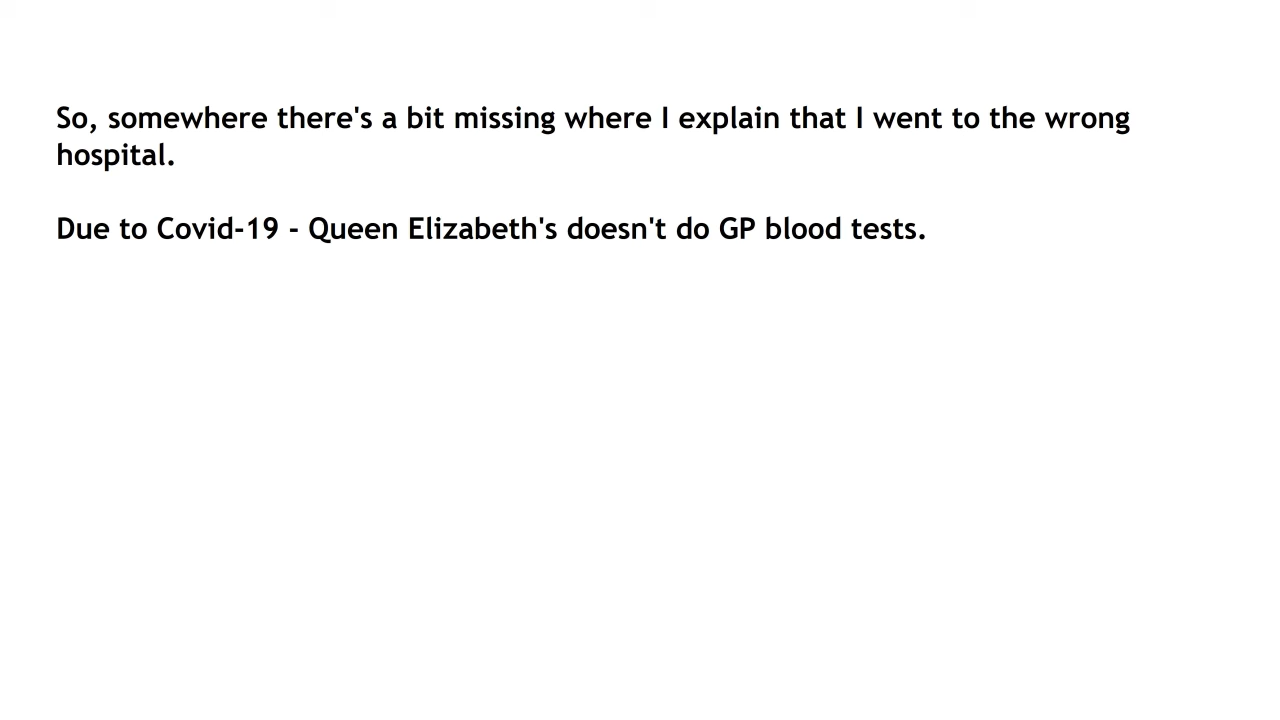 So, somewhere there's a bit missing where I explain that I went to the wrong
hospital.
Due to Covid-19 - Queen Elizabeth's doesn't do GP blood tests.